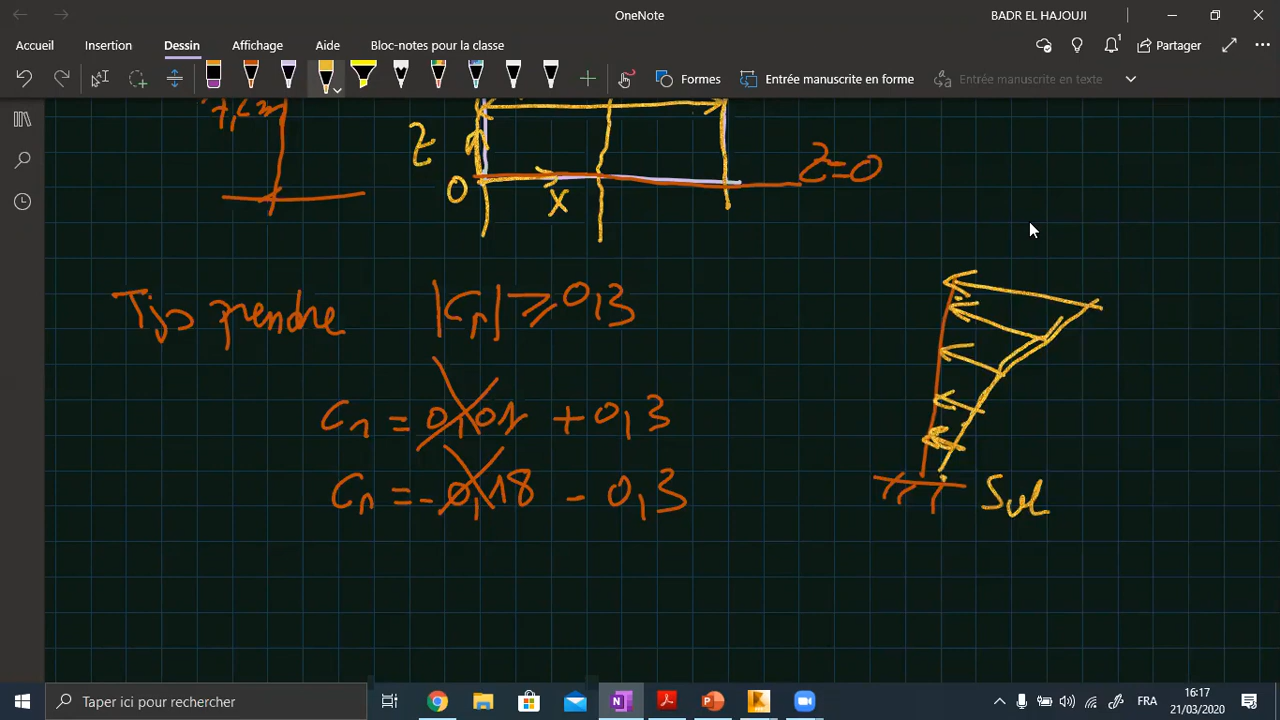 OneNote
BADR EL HAJOUJI
Accueil Insertion Dessin Affichage Aide Bloc-notes pour la classe Partager
Formes Entrée manuscrite en forme Entrée manuscrite en texte
Z
Z=0
0
X
Tjs prendre |Cn| ≥ 0,3
Cn = 0,01 + 0,3
Cn = - 0,18 - 0,3
Sol
Taper ici pour rechercher
FRA
16:17
21/03/2020